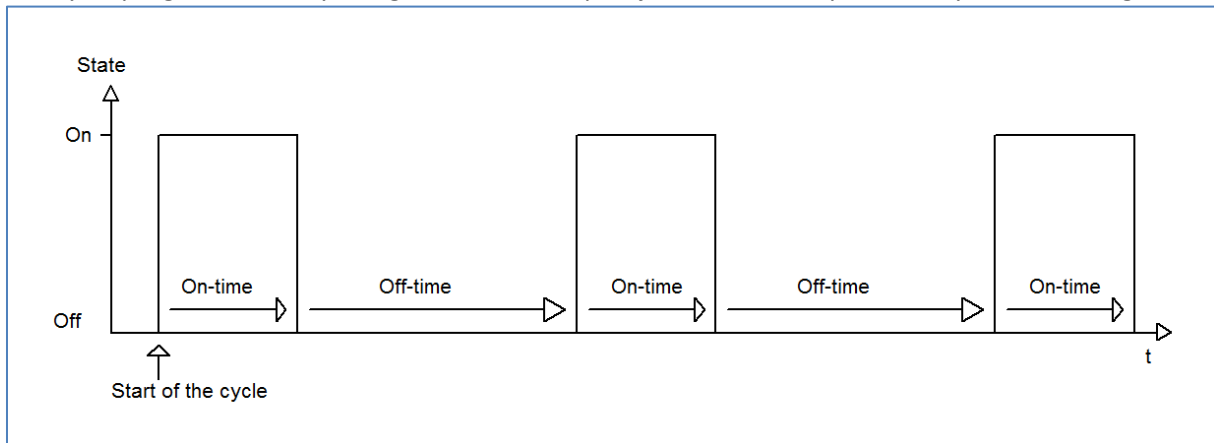 State
On
On-time
Off-time
On-time
Off-time
On-time
Off
t
Start of the cycle